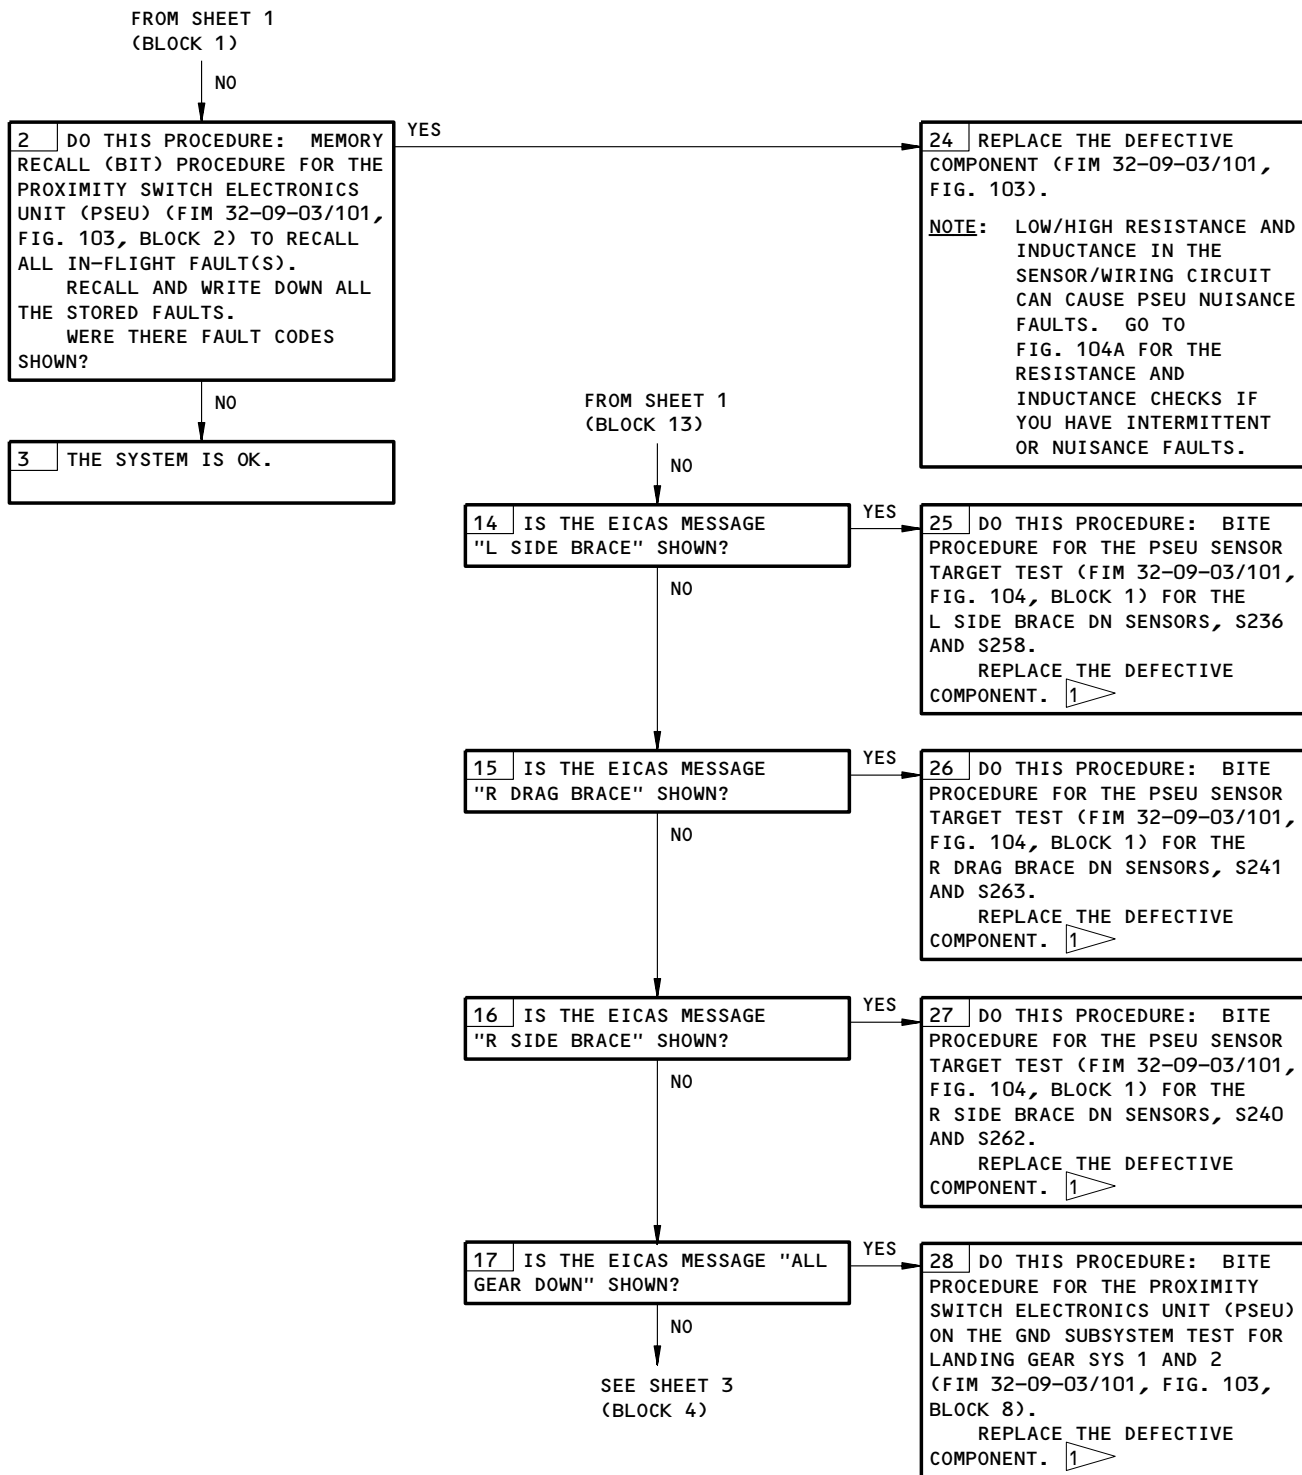 FROM SHEET 1
(BLOCK 1)
NO
2 DO THIS PROCEDURE: MEMORY
RECALL (BIT) PROCEDURE FOR THE
PROXIMITY SWITCH ELECTRONICS
UNIT (PSEU) (FIM 32-09-03/101,
FIG. 103, BLOCK 2) TO RECALL
ALL IN-FLIGHT FAULT(S).
RECALL AND WRITE DOWN ALL
THE STORED FAULTS.
WERE THERE FAULT CODES
SHOWN?
YES
24 REPLACE THE DEFECTIVE
COMPONENT (FIM 32-09-03/101,
FIG. 103).
NOTE: LOW/HIGH RESISTANCE AND
INDUCTANCE IN THE
SENSOR/WIRING CIRCUIT
CAN CAUSE PSEU NUISANCE
FAULTS. GO TO
FIG. 104A FOR THE
RESISTANCE AND
INDUCTANCE CHECKS IF
YOU HAVE INTERMITTENT
OR NUISANCE FAULTS.
NO
3 THE SYSTEM IS OK.
FROM SHEET 1
(BLOCK 13)
NO
14 IS THE EICAS MESSAGE
"L SIDE BRACE" SHOWN?
YES
25 DO THIS PROCEDURE: BITE
PROCEDURE FOR THE PSEU SENSOR
TARGET TEST (FIM 32-09-03/101,
FIG. 104, BLOCK 1) FOR THE
L SIDE BRACE DN SENSORS, S236
AND S258.
REPLACE THE DEFECTIVE
COMPONENT. 1
NO
15 IS THE EICAS MESSAGE
"R DRAG BRACE" SHOWN?
YES
26 DO THIS PROCEDURE: BITE
PROCEDURE FOR THE PSEU SENSOR
TARGET TEST (FIM 32-09-03/101,
FIG. 104, BLOCK 1) FOR THE
R DRAG BRACE DN SENSORS, S241
AND S263.
REPLACE THE DEFECTIVE
COMPONENT. 1
NO
16 IS THE EICAS MESSAGE
"R SIDE BRACE" SHOWN?
YES
27 DO THIS PROCEDURE: BITE
PROCEDURE FOR THE PSEU SENSOR
TARGET TEST (FIM 32-09-03/101,
FIG. 104, BLOCK 1) FOR THE
R SIDE BRACE DN SENSORS, S240
AND S262.
REPLACE THE DEFECTIVE
COMPONENT. 1
NO
17 IS THE EICAS MESSAGE "ALL
GEAR DOWN" SHOWN?
YES
28 DO THIS PROCEDURE: BITE
PROCEDURE FOR THE PROXIMITY
SWITCH ELECTRONICS UNIT (PSEU)
ON THE GND SUBSYSTEM TEST FOR
LANDING GEAR SYS 1 AND 2
(FIM 32-09-03/101, FIG. 103,
BLOCK 8).
REPLACE THE DEFECTIVE
COMPONENT. 1
NO
SEE SHEET 3
(BLOCK 4)